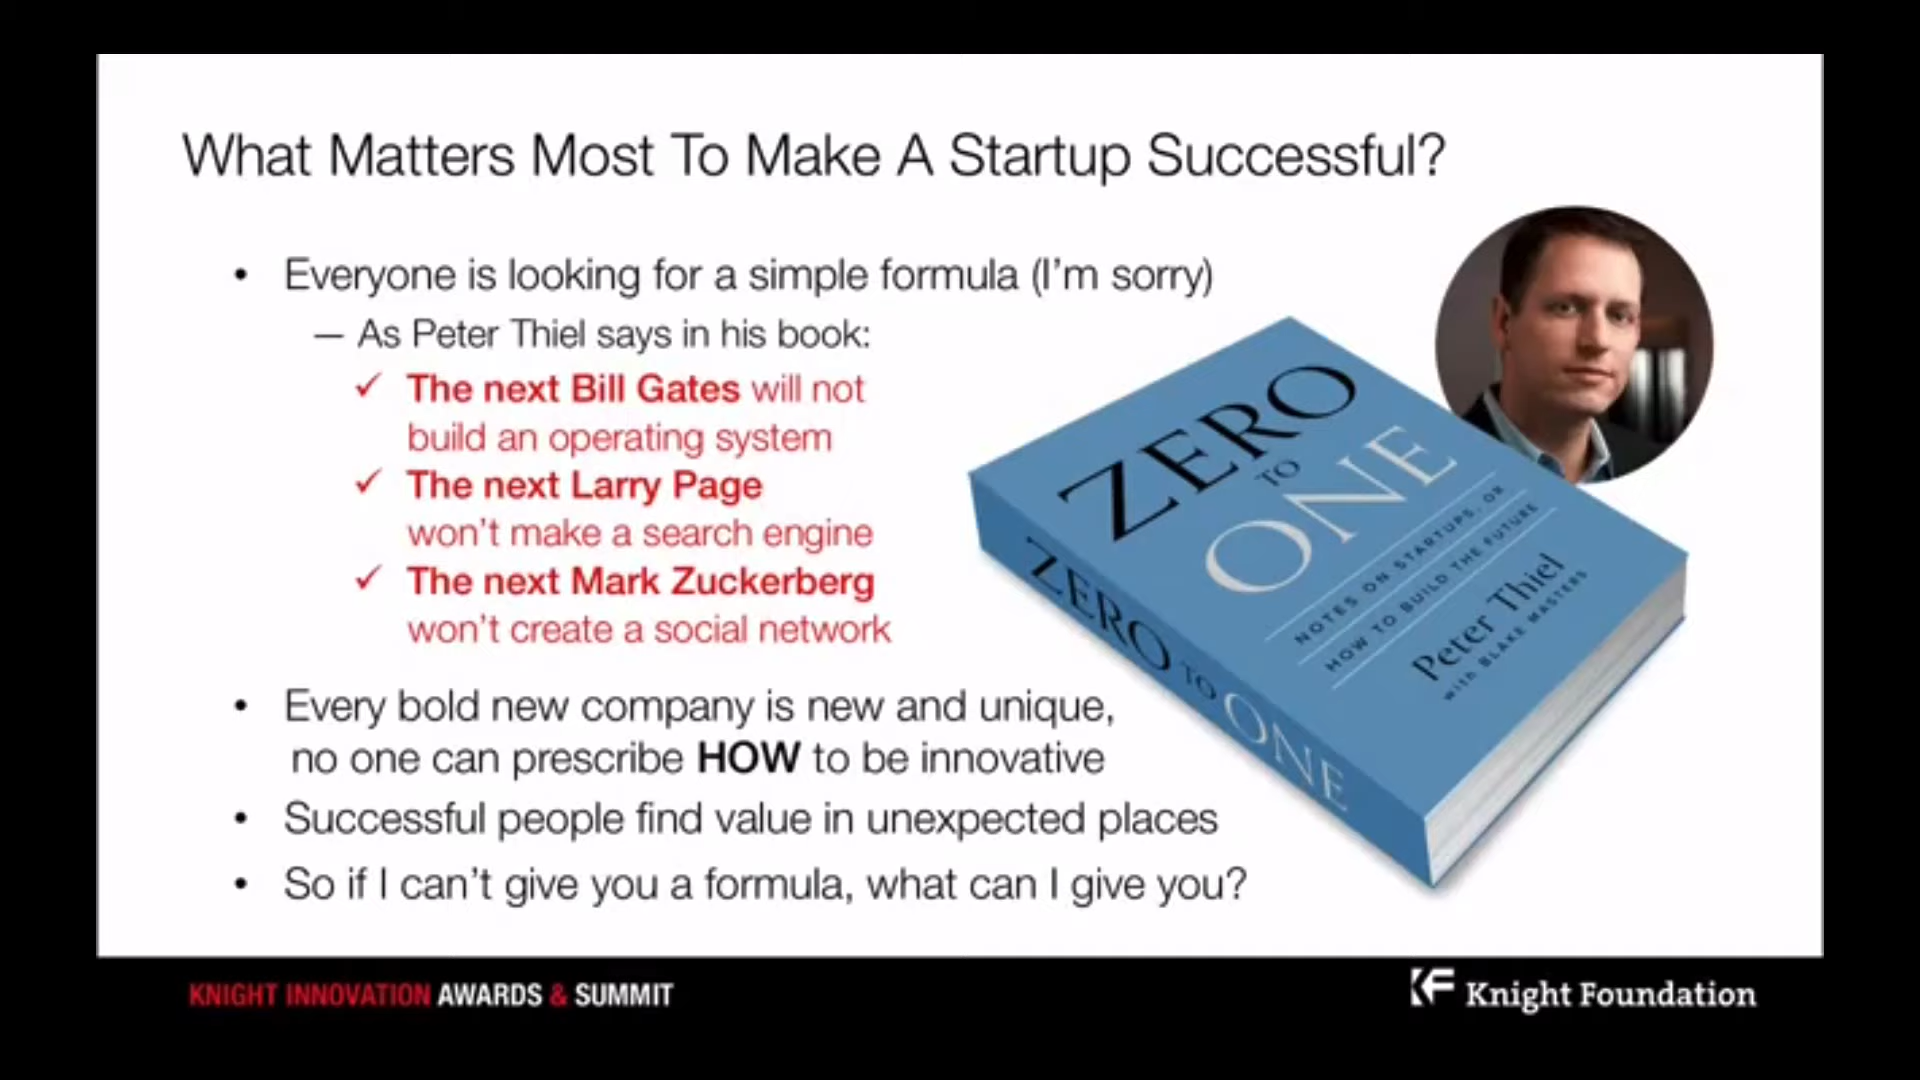 What Matters Most To Make A Startup Successful?
• Everyone is looking for a simple formula (I'm sorry)
— As Peter Thiel says in his book:
✓ The next Bill Gates will not
build an operating system
✓ The next Larry Page
won't make a search engine
✓ The next Mark Zuckerberg
won't create a social network
• Every bold new company is new and unique,
no one can prescribe HOW to be innovative
• Successful people find value in unexpected places
• So if I can't give you a formula, what can I give you?
ZERO
TO
ONE
NOTES ON STARTUPS, OR
HOW TO BUILD THE FUTURE
Peter Thiel
with BLAKE MASTERS
ZERO TO ONE
KNIGHT INNOVATION AWARDS & SUMMIT
KF Knight Foundation